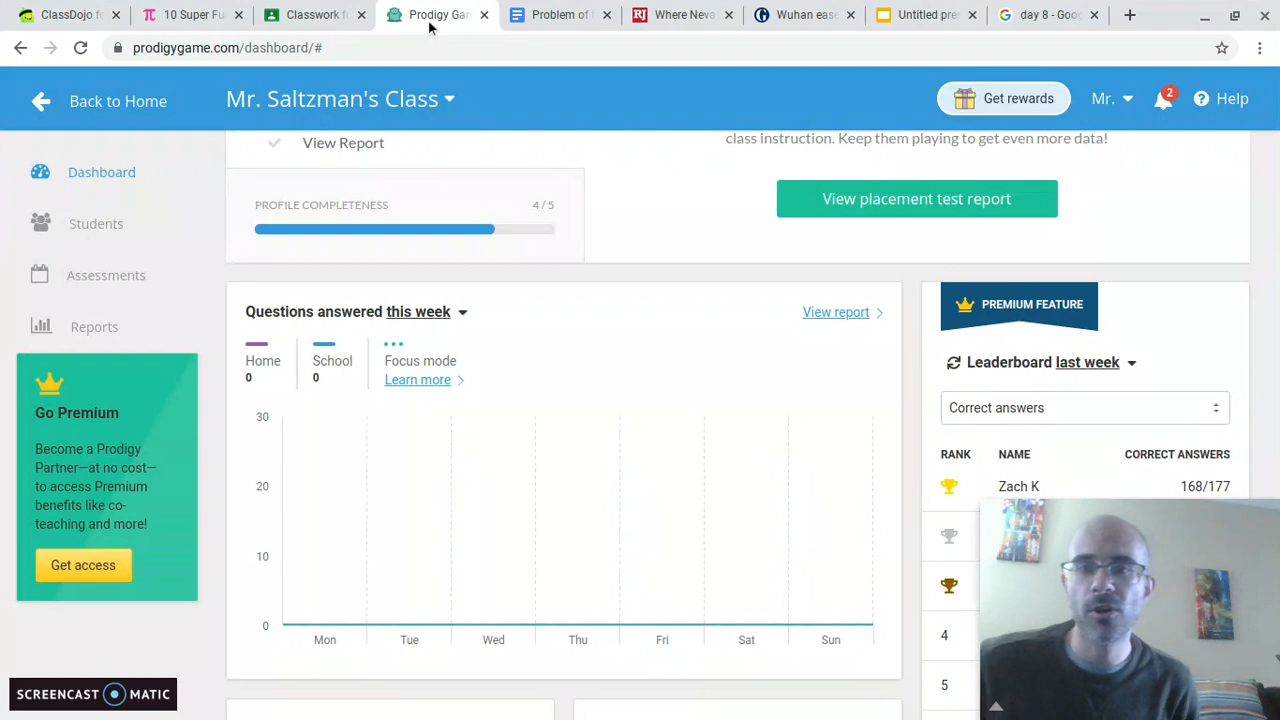 ClassDojo fo
10 Super Fu
Classwork fo
Prodigy Gam
Problem of t
Where Neva
Wuhan ease
Untitled pre
day 8 - Goog
prodigygame.com/dashboard/#
Back to Home
Mr. Saltzman's Class
Get rewards
Mr.
2
Help
Dashboard
Students
Assessments
Reports
Go Premium
Become a Prodigy
Partner—at no cost—
to access Premium
benefits like co-
teaching and more!
Get access
View Report
PROFILE COMPLETENESS 4 / 5
class instruction. Keep them playing to get even more data!
View placement test report
Questions answered this week
View report
Home
0
School
0
Focus mode
Learn more
30
20
10
0
Mon Tue Wed Thu Fri Sat Sun
PREMIUM FEATURE
Leaderboard last week
Correct answers
RANK NAME CORRECT ANSWERS
Zach K 168/177
4
5
SCREENCAST MATIC